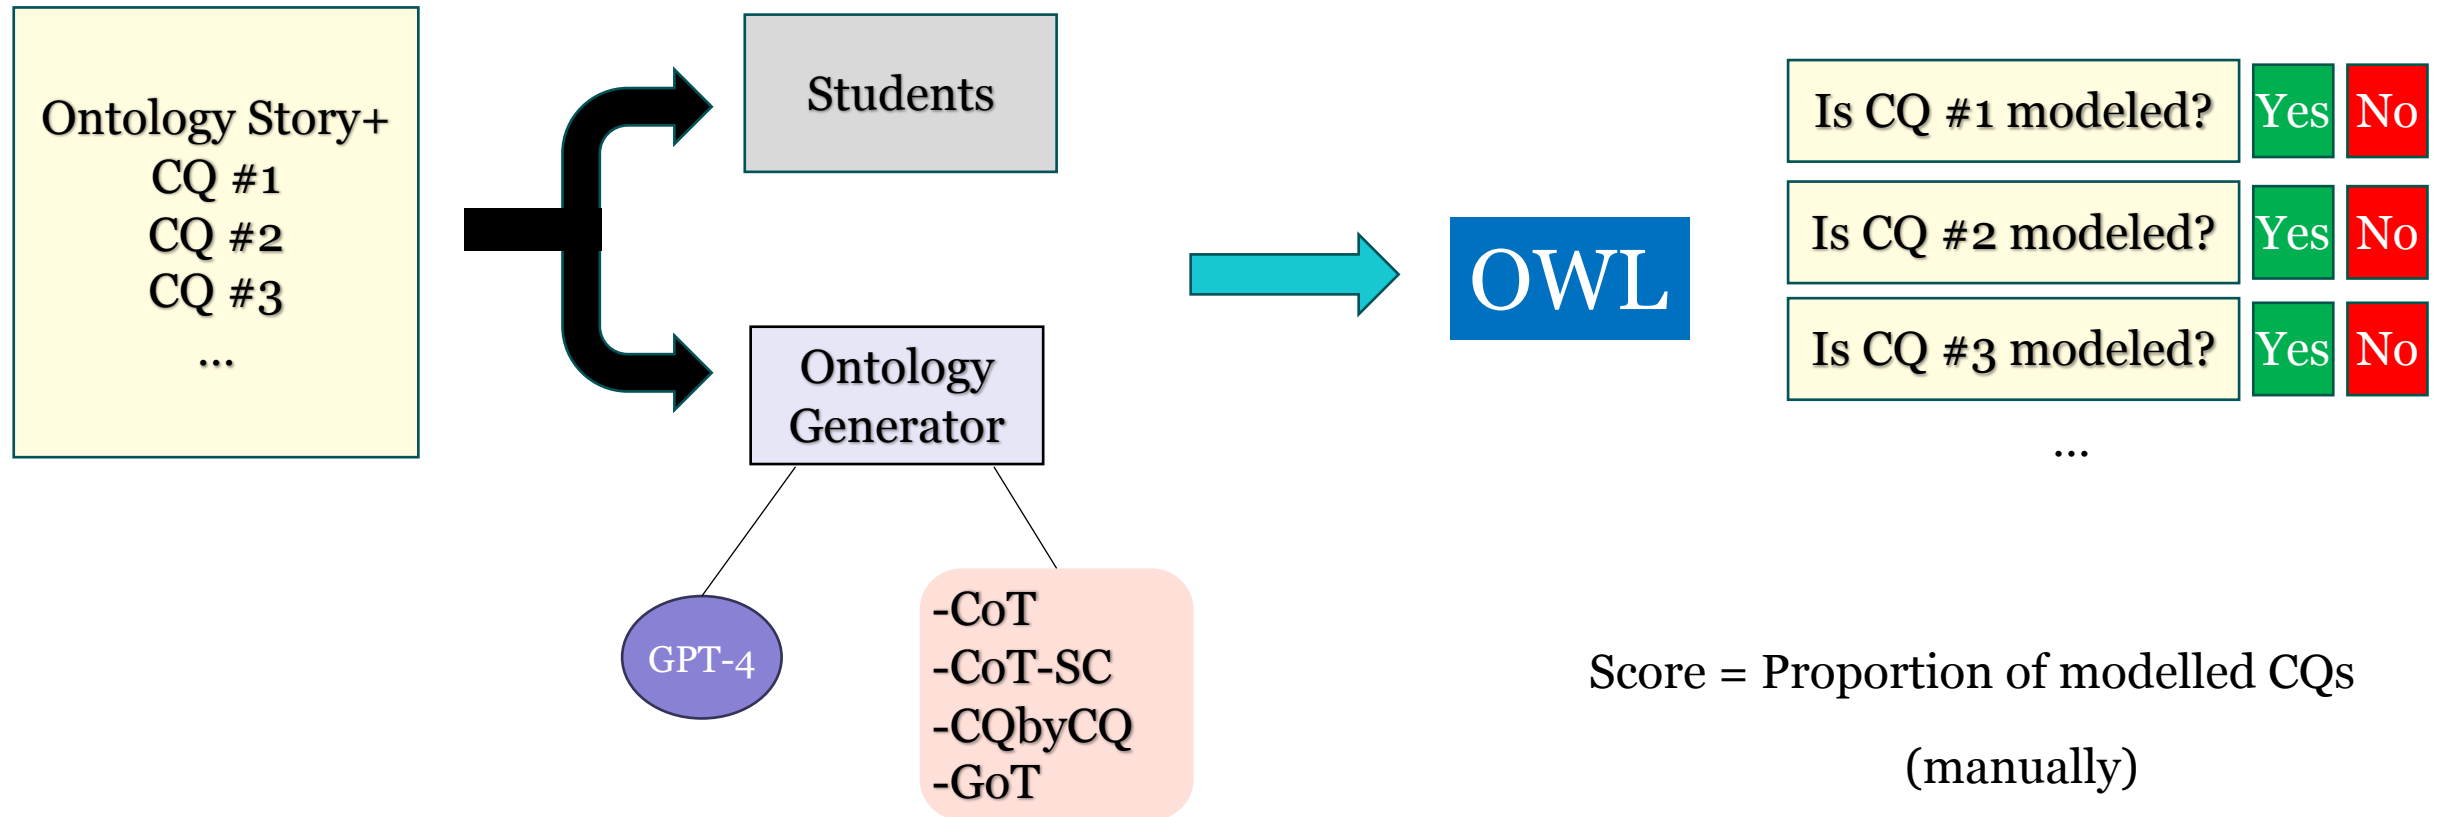 Ontology Story+
CQ #1
CQ #2
CQ #3
...
Students
Ontology
Generator
GPT-4
-CoT
-CoT-SC
-CQbyCQ
-GoT
OWL
Is CQ #1 modeled? Yes No
Is CQ #2 modeled? Yes No
Is CQ #3 modeled? Yes No
...
Score = Proportion of modelled CQs
(manually)